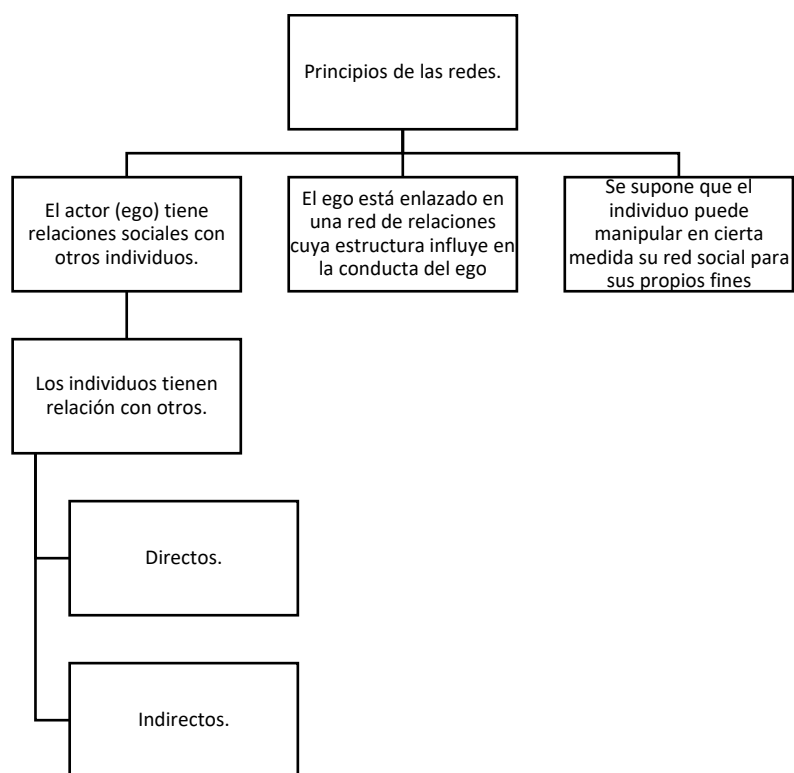 Principios de las redes.
El actor (ego) tiene
relaciones sociales con
otros individuos.
El ego está enlazado en
una red de relaciones
cuya estructura influye en
la conducta del ego
Se supone que el
individuo puede
manipular en cierta
medida su red social para
sus propios fines
Los individuos tienen
relación con otros.
Directos.
Indirectos.